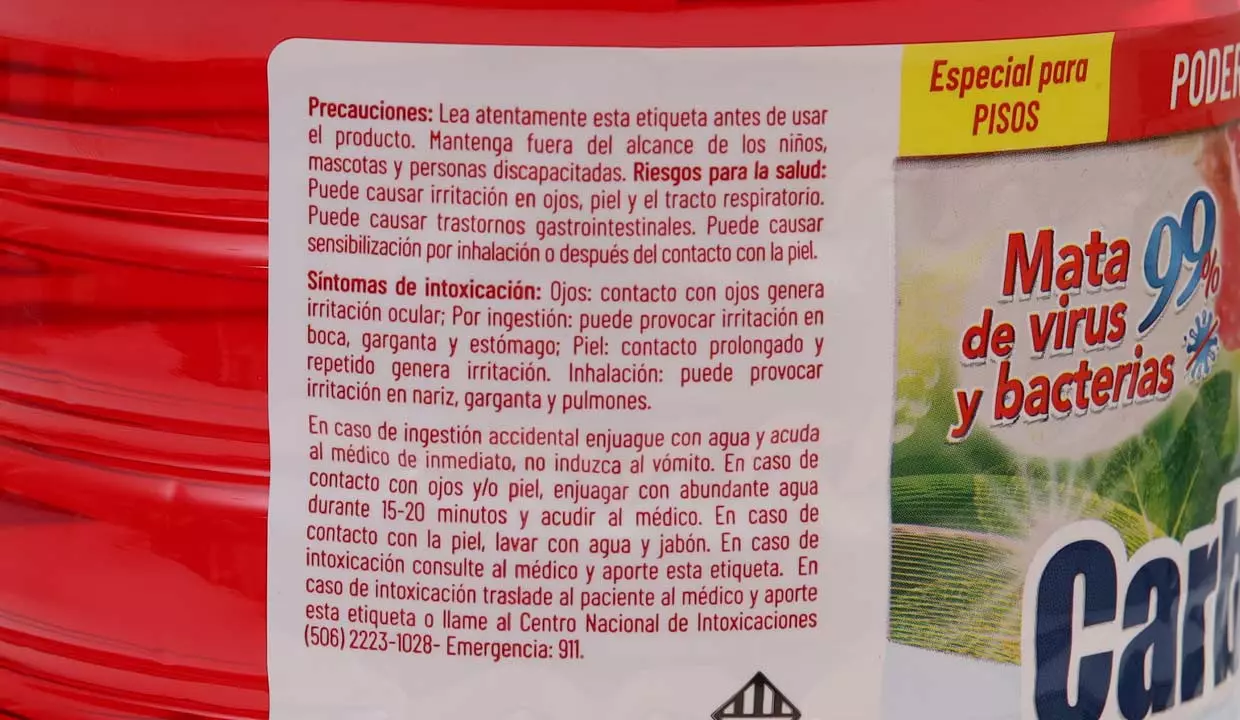 Precauciones: Lea atentamente esta etiqueta antes de usar
el producto. Mantenga fuera del alcance de los niños,
mascotas y personas discapacitadas. Riesgos para la salud:
Puede causar irritación en ojos, piel y el tracto respiratorio.
Puede causar trastornos gastrointestinales. Puede causar
sensibilización por inhalación o después del contacto con la piel.
Síntomas de intoxicación: Ojos: contacto con ojos genera
irritación ocular; Por ingestión: puede provocar irritación en
boca, garganta y estómago; Piel: contacto prolongado y
repetido genera irritación. Inhalación: puede provocar
irritación en nariz, garganta y pulmones.
En caso de ingestión accidental enjuague con agua y acuda
al médico de inmediato, no induzca al vómito. En caso de
contacto con ojos y/o piel, enjuagar con abundante agua
durante 15-20 minutos y acudir al médico. En caso de
contacto con la piel, lavar con agua y jabón. En caso de
intoxicación consulte al médico y aporte esta etiqueta. En
caso de intoxicación traslade al paciente al médico y aporte
esta etiqueta o llame al Centro Nacional de Intoxicaciones
(506) 2223-1028- Emergencia: 911.
Especial para
PISOS
PODER
Mata 99%
de virus
y bacterias
Carb